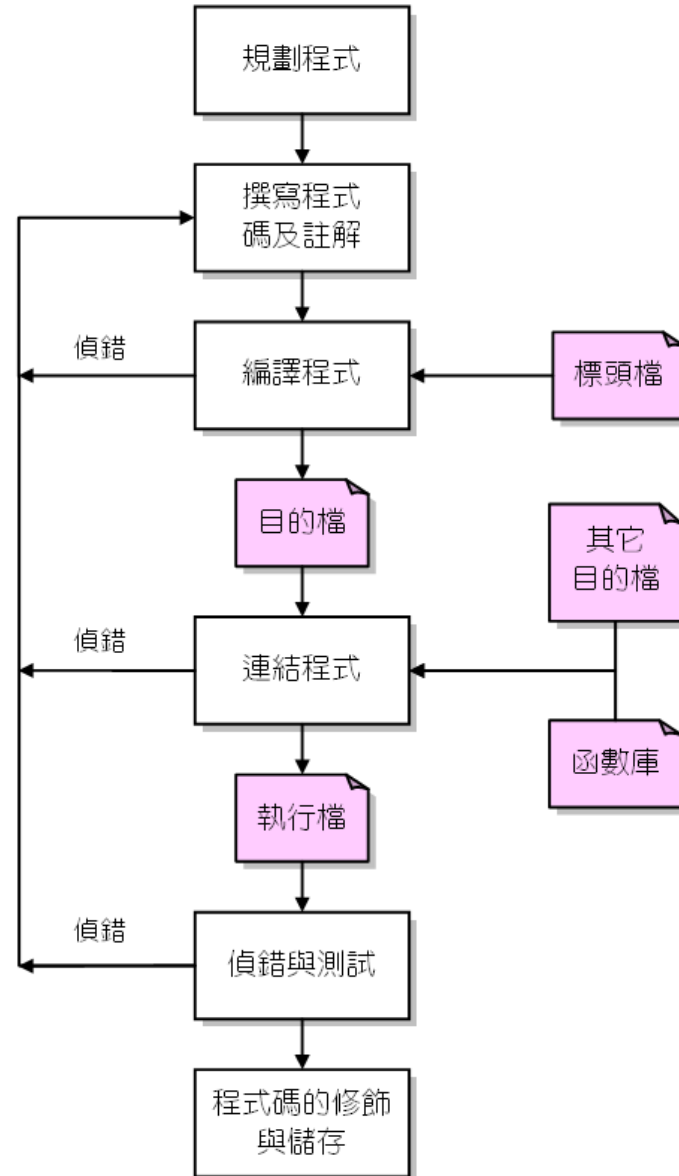 規劃程式
撰寫程式
碼及註解
偵錯
編譯程式
標頭檔
目的檔
其它
目的檔
偵錯
連結程式
函數庫
執行檔
偵錯
偵錯與測試
程式碼的修飾
與儲存